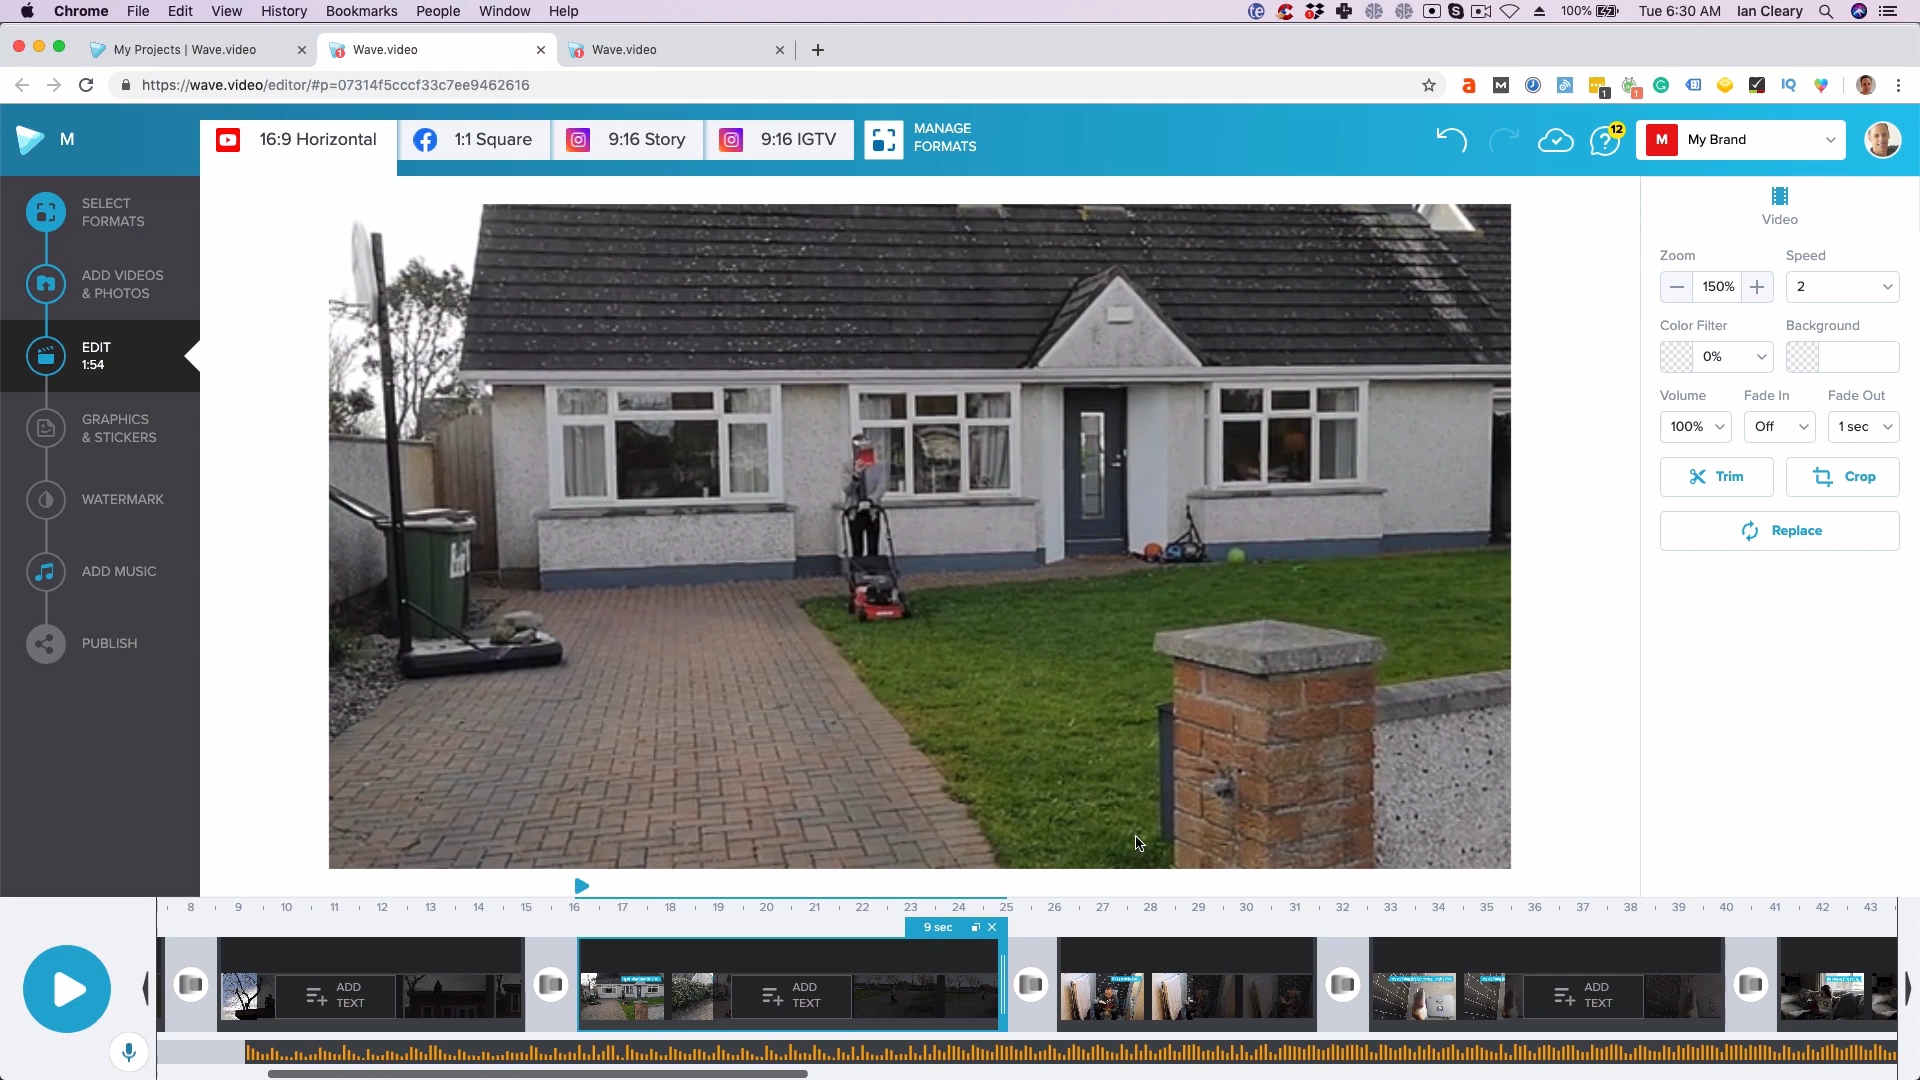 Chrome File Edit View History Bookmarks People Window Help
100% Tue 6:30 AM Ian Cleary
My Projects | Wave.video
Wave.video
Wave.video
https://wave.video/editor/#p=07314f5cccf33c7ee9462616
M
16:9 Horizontal
1:1 Square
9:16 Story
9:16 IGTV
MANAGE
FORMATS
12
M My Brand
SELECT
FORMATS
ADD VIDEOS
& PHOTOS
EDIT
1:54
GRAPHICS
& STICKERS
WATERMARK
ADD MUSIC
PUBLISH
Video
Zoom Speed
150% 2
Color Filter Background
0%
Volume Fade In Fade Out
100% Off 1 sec
Trim Crop
Replace
8 9 10 11 12 13 14 15 16 17 18 19 20 21 22 23 24 25 26 27 28 29 30 31 32 33 34 35 36 37 38 39 40 41 42 43
9 sec
ADD
TEXT
ADD
TEXT
ADD
TEXT